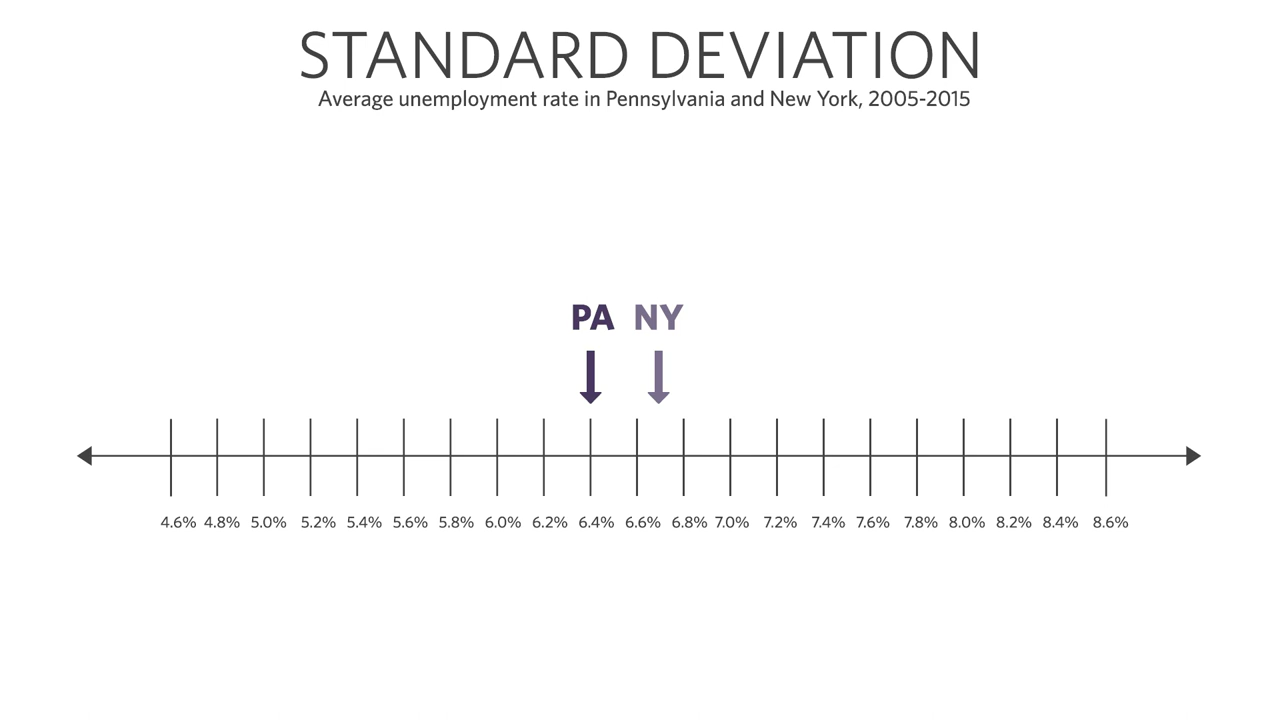 STANDARD DEVIATION
Average unemployment rate in Pennsylvania and New York, 2005-2015
PA NY
4.6% 4.8% 5.0% 5.2% 5.4% 5.6% 5.8% 6.0% 6.2% 6.4% 6.6% 6.8% 7.0% 7.2% 7.4% 7.6% 7.8% 8.0% 8.2% 8.4% 8.6%